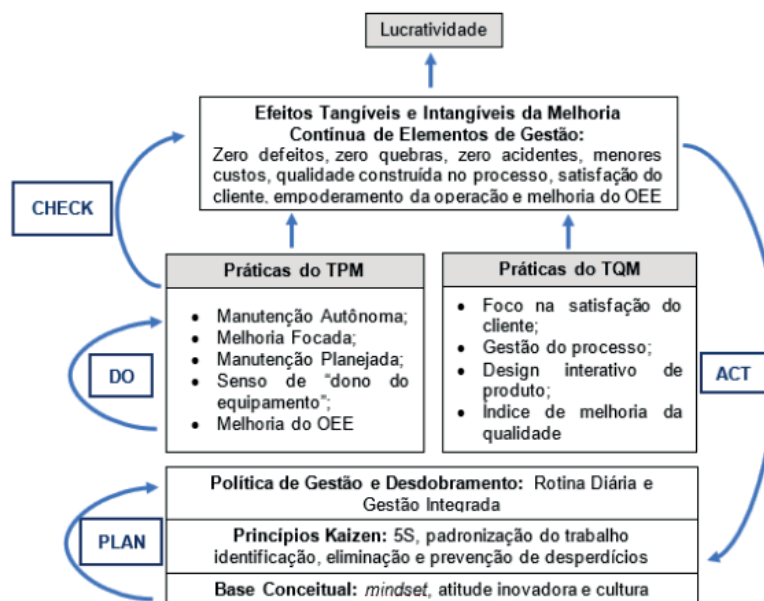 Lucratividade
Efeitos Tangíveis e Intangíveis da Melhoria
Contínua de Elementos de Gestão:
Zero defeitos, zero quebras, zero acidentes, menores
custos, qualidade construída no processo, satisfação do
cliente, empoderamento da operação e melhoria do OEE
CHECK
Práticas do TPM
• Manutenção Autônoma;
• Melhoria Focada;
• Manutenção Planejada;
• Senso de “dono do
equipamento”;
• Melhoria do OEE
DO
Práticas do TQM
• Foco na satisfação do
cliente;
• Gestão do processo;
• Design interativo de
produto;
• Índice de melhoria da
qualidade
ACT
Política de Gestão e Desdobramento: Rotina Diária e
Gestão Integrada
PLAN
Princípios Kaizen: 5S, padronização do trabalho
identificação, eliminação e prevenção de desperdícios
Base Conceitual: mindset, atitude inovadora e cultura